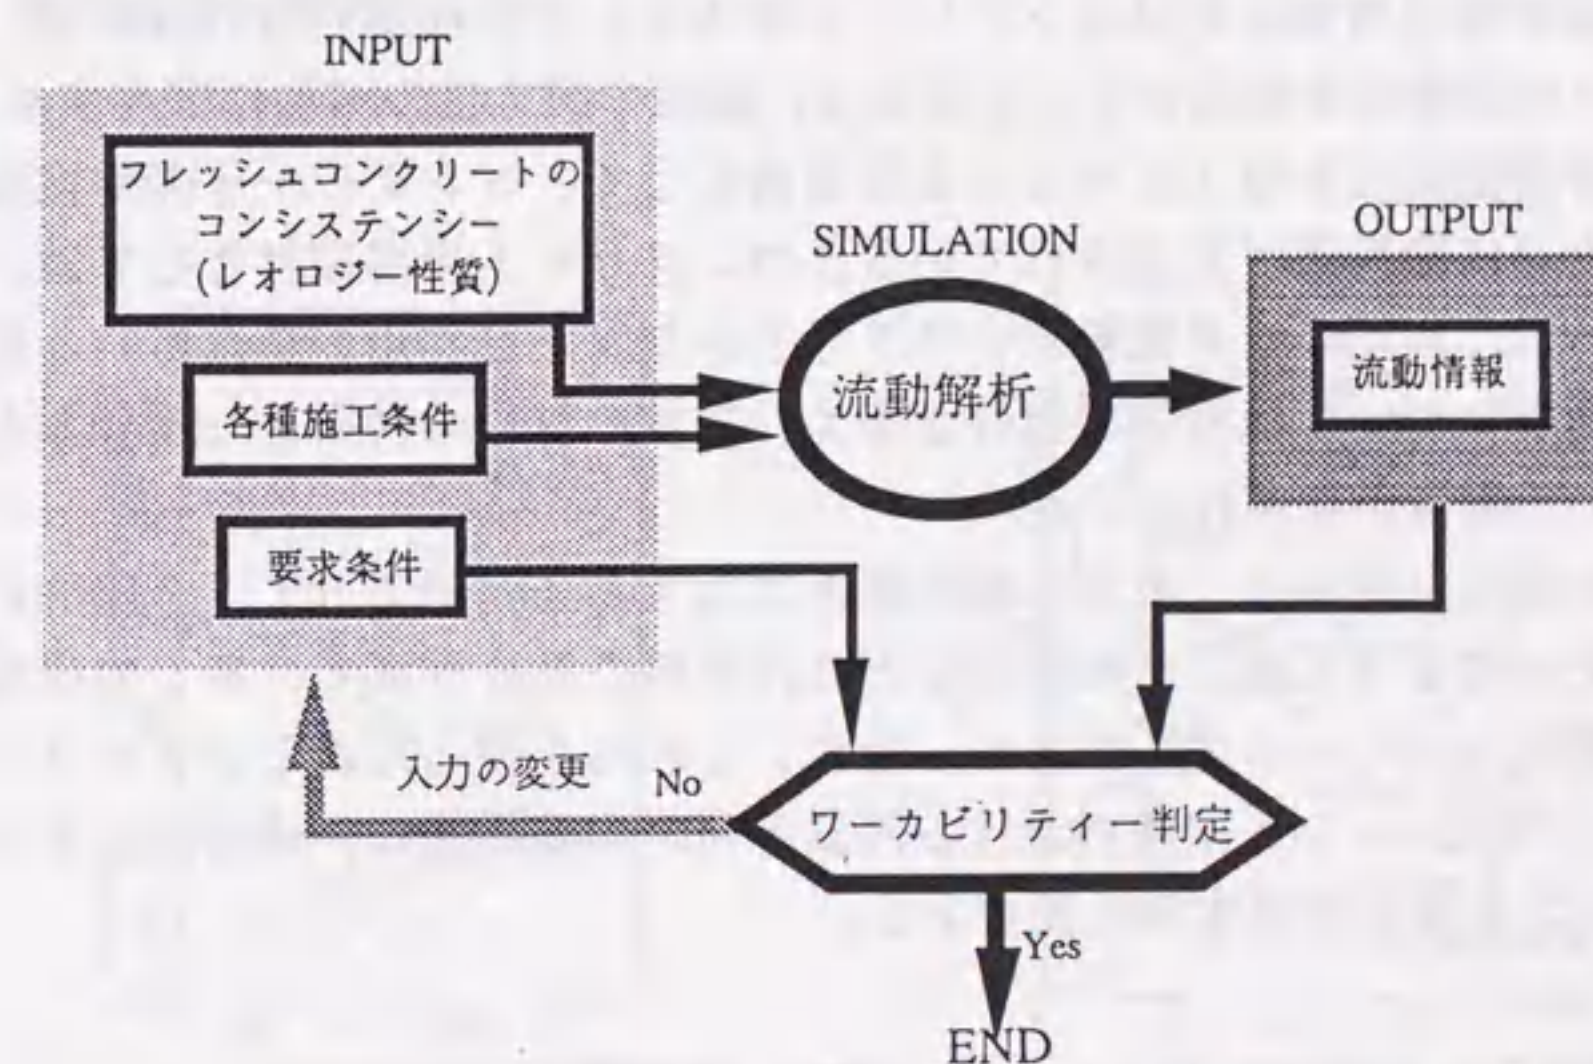 INPUT
フレッシュコンクリートの
コンシステンシー
(レオロジー性質)
各種施工条件
要求条件
SIMULATION
流動解析
OUTPUT
流動情報
入力の変更
No
ワーカビリティー判定
Yes
END